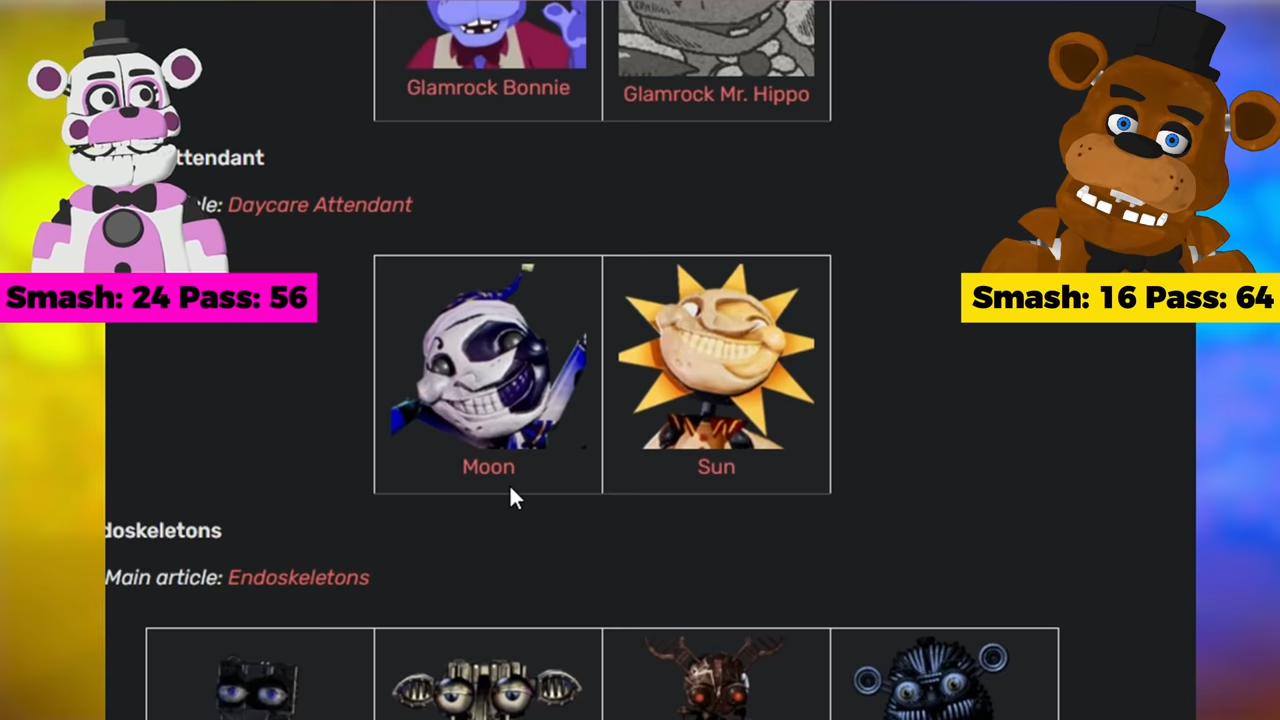 Glamrock Bonnie
Glamrock Mr. Hippo
ttendant
le: Daycare Attendant
Smash: 24 Pass: 56
Smash: 16 Pass: 64
Moon
Sun
doskeletons
Main article: Endoskeletons